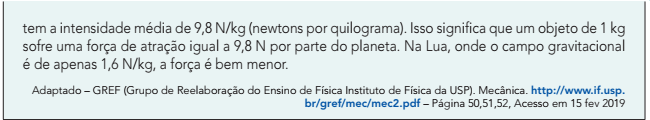 tem a intensidade média de 9,8 N/kg (newtons por quilograma). Isso significa que um objeto de 1 kg
sofre uma força de atração igual a 9,8 N por parte do planeta. Na Lua, onde o campo gravitacional
é de apenas 1,6 N/kg, a força é bem menor.
Adaptado – GREF (Grupo de Reelaboração do Ensino de Física Instituto de Física da USP). Mecânica. http://www.if.usp.
br/gref/mec/mec2.pdf – Página 50,51,52, Acesso em 15 fev 2019